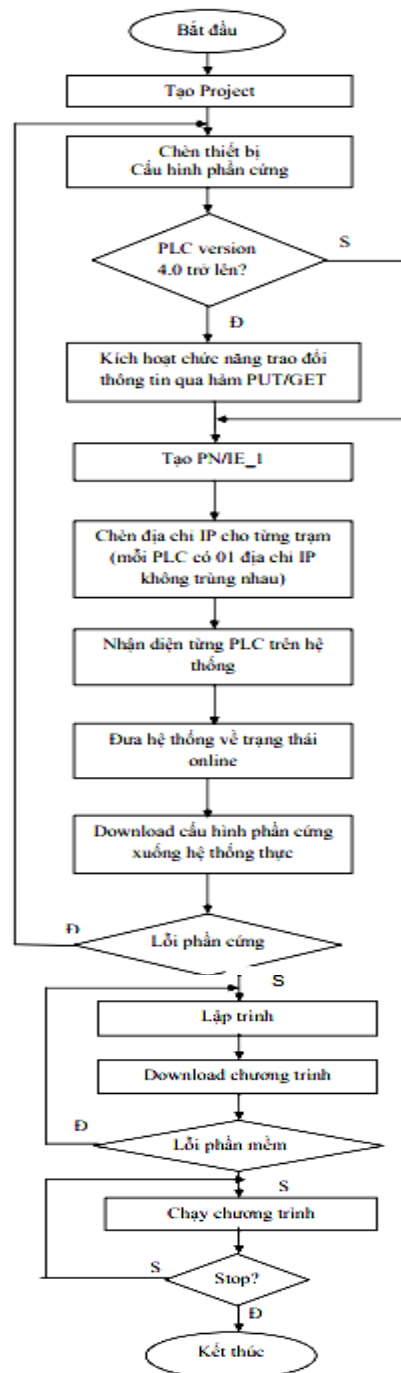 Bắt đầu
Tạo Project
Chèn thiết bị
Cấu hình phần cứng
PLC version
4.0 trở lên?
S
Đ
Kích hoạt chức năng trao đổi
thông tin qua hàm PUT/GET
Tạo PN/IE_1
Chèn địa chỉ IP cho từng trạm
(mỗi PLC có 01 địa chỉ IP
không trùng nhau)
Nhận diện từng PLC trên hệ
thống
Đưa hệ thống về trạng thái
online
Download cấu hình phần cứng
xuống hệ thống thực
Đ
Lỗi phần cứng
S
Lập trình
Download chương trình
Đ
Lỗi phần mềm
S
Chạy chương trình
S
Stop?
Đ
Kết thúc